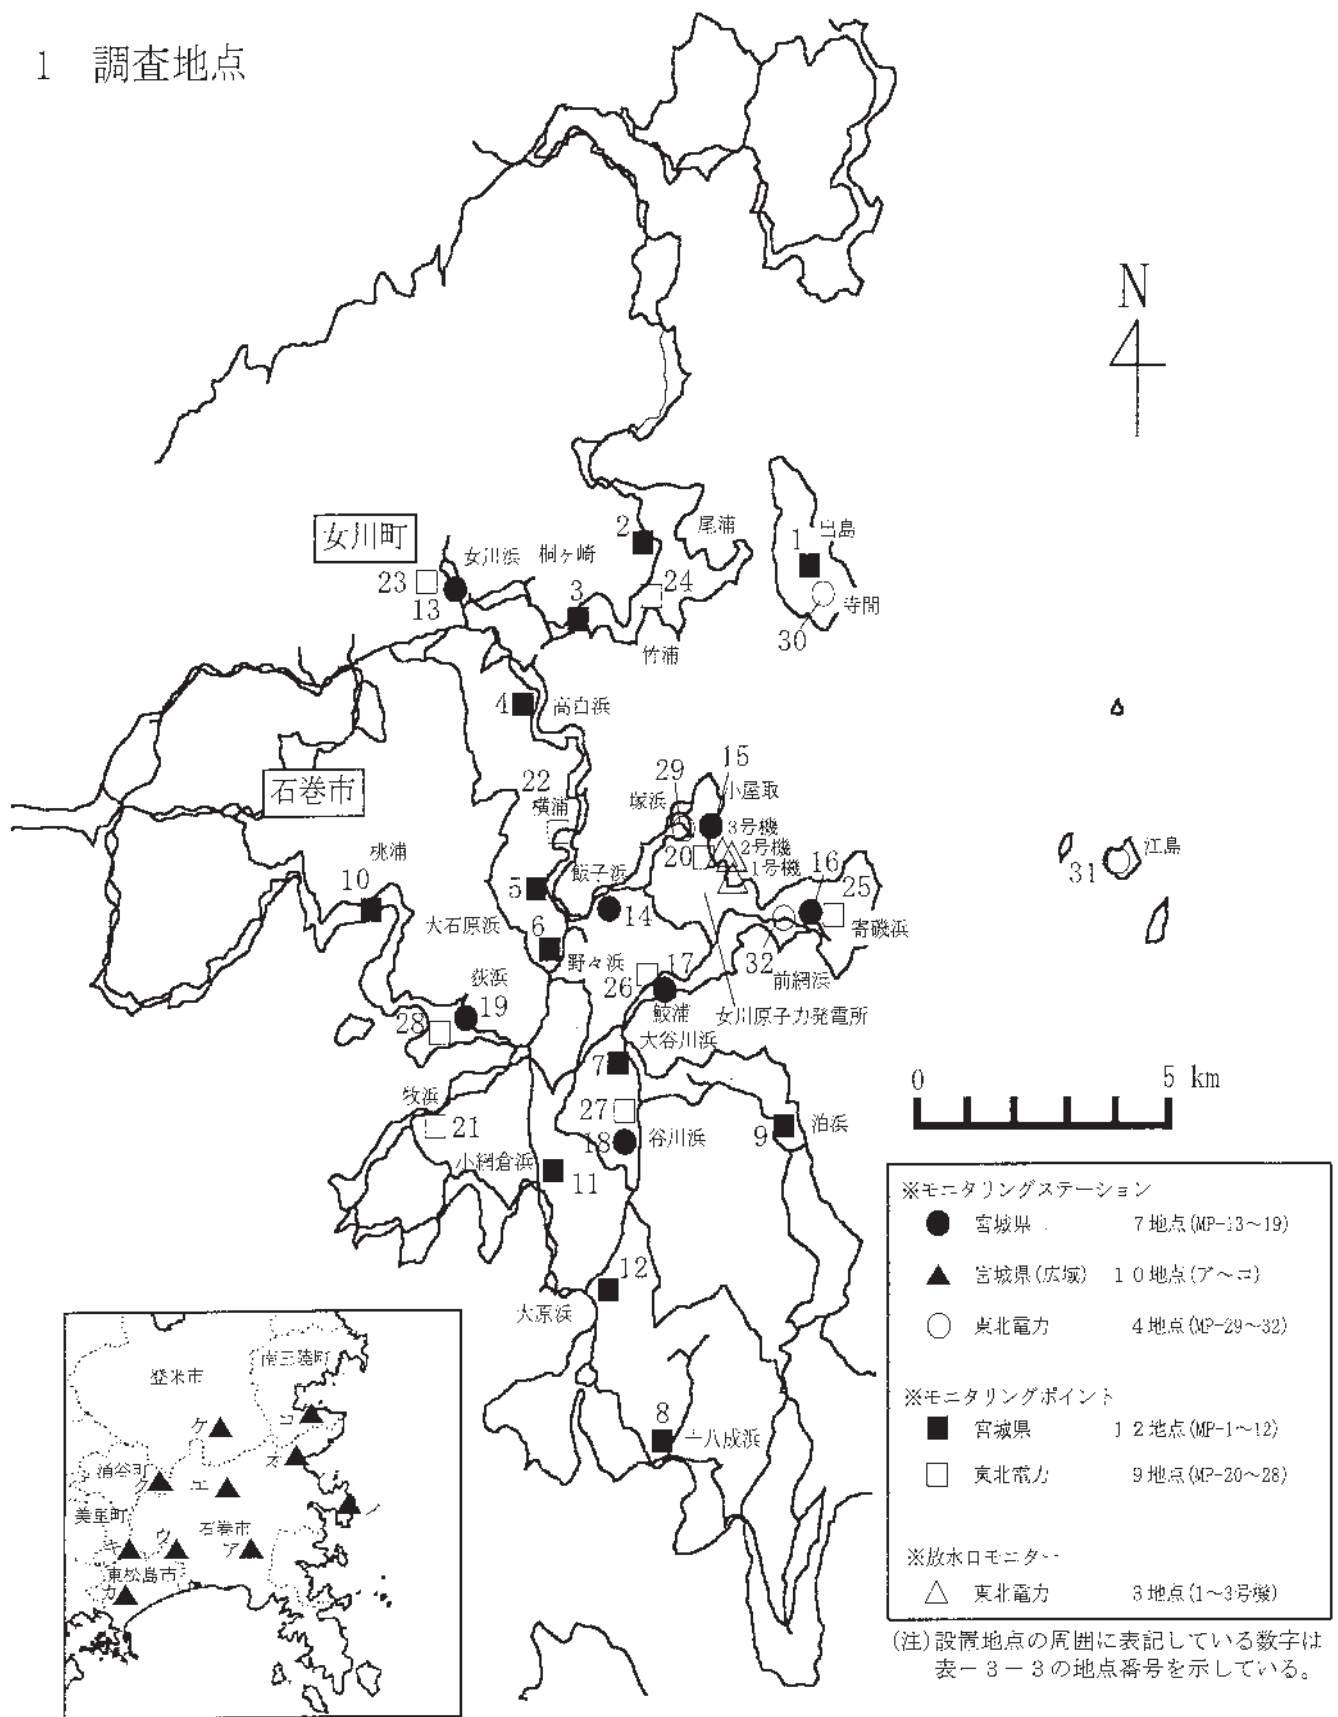 1 調査地点
N
女川町
女川浜
桐ヶ崎
尾浦
出島
寺間
竹浦
高白浜
石巻市
横浦
塚浜
小屋取
3号機
2号機
1号機
江島
桃浦
飯子浜
大石原浜
野々浜
寄磯浜
前網浜
荻浜
鮫浦
女川原子力発電所
大谷川浜
牧浜
谷川浜
泊浜
小網倉浜
大原浜
十八成浜
1
2
3
4
5
6
7
8
9
10
11
12
13
14
15
16
17
18
19
20
21
22
23
24
25
26
27
28
29
30
31
32
0 5 km
※モニタリングステーション
● 宮城県 7地点(MP-13～19)
▲ 宮城県(広域) 10地点(ア～コ)
○東北電力 4地点(MP-29～32)
※モニタリングポイント
■ 宮城県 12地点(MP-1～12)
□ 東北電力 9地点(MP-20～28)
※放水口モニター
△ 東北電力 3地点(1～3号機)
(注)設置地点の周囲に表記している数字は
表－3－3の地点番号を示している。
登米市
南三陸町
涌谷町
美里町
石巻市
東松島市
ケ
コ
オ
ク
エ
イ
キ
ウ
ア
カ